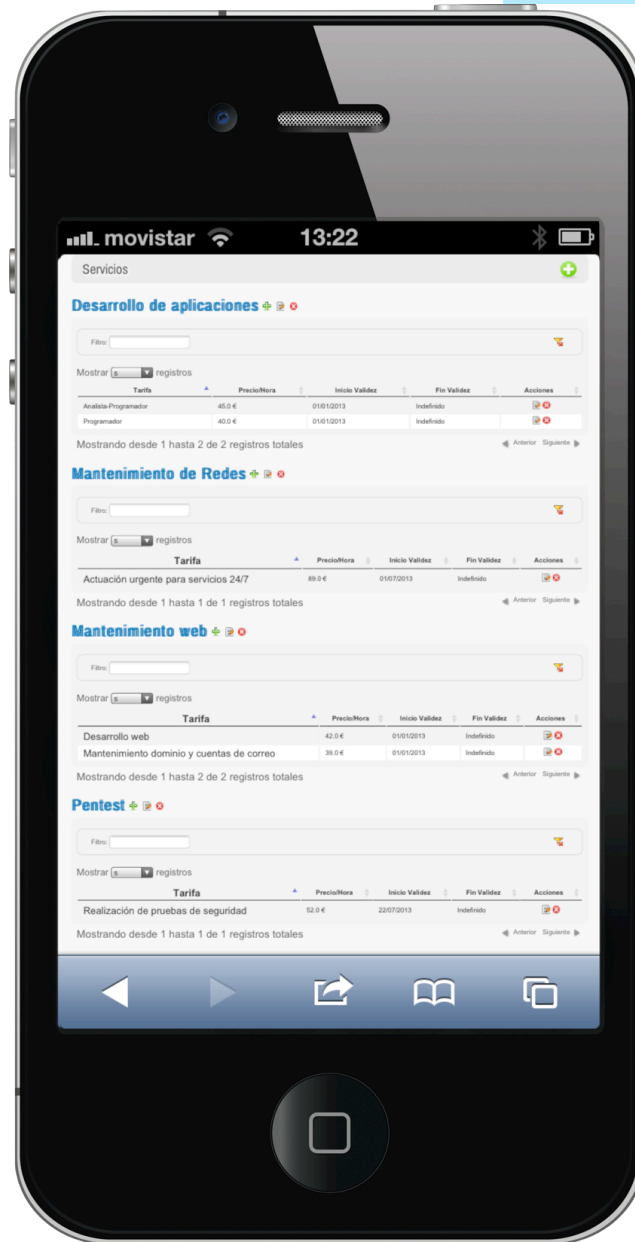 movistar 13:22
Servicios
Desarrollo de aplicaciones
Filtro:
Mostrar s registros
Tarifa Precio/Hora Inicio Validez Fin Validez Acciones
Analista-Programador 45.0 € 01/01/2013 Indefinido
Programador 40.0 € 01/01/2013 Indefinido
Mostrando desde 1 hasta 2 de 2 registros totales Anterior Siguiente
Mantenimiento de Redes
Filtro:
Mostrar s registros
Tarifa Precio/Hora Inicio Validez Fin Validez Acciones
Actuación urgente para servicios 24/7 89.0 € 01/07/2013 Indefinido
Mostrando desde 1 hasta 1 de 1 registros totales Anterior Siguiente
Mantenimiento web
Filtro:
Mostrar s registros
Tarifa Precio/Hora Inicio Validez Fin Validez Acciones
Desarrollo web 42.0 € 01/01/2013 Indefinido
Mantenimiento dominio y cuentas de correo 39.0 € 01/01/2013 Indefinido
Mostrando desde 1 hasta 2 de 2 registros totales Anterior Siguiente
Pentest
Filtro:
Mostrar s registros
Tarifa Precio/Hora Inicio Validez Fin Validez Acciones
Realización de pruebas de seguridad 52.0 € 22/07/2013 Indefinido
Mostrando desde 1 hasta 1 de 1 registros totales Anterior Siguiente